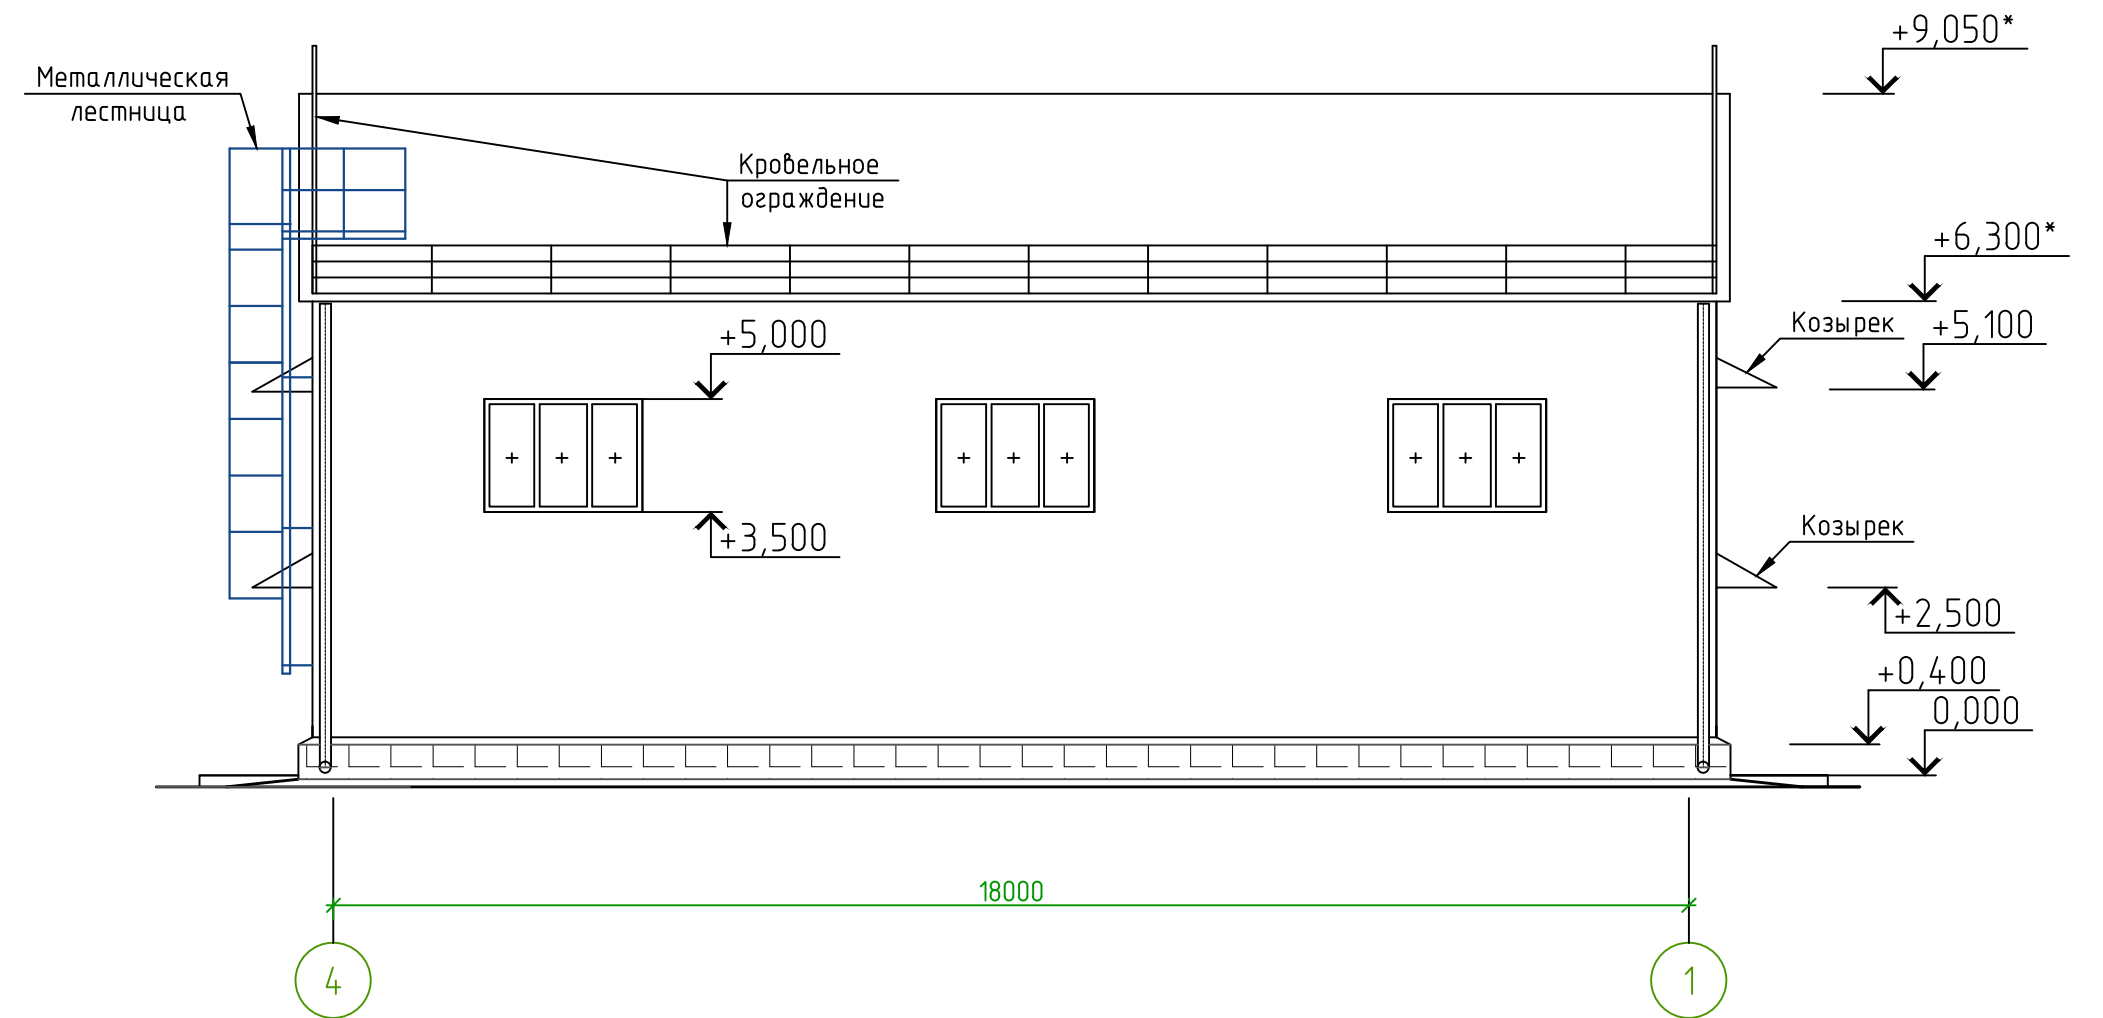 +9,050*
Металлическая
лестница
Кровельное
ограждение
+6,300*
Козырек
+5,100
+5,000
+3,500
Козырек
+2,500
+0,400
0,000
18000
4
1